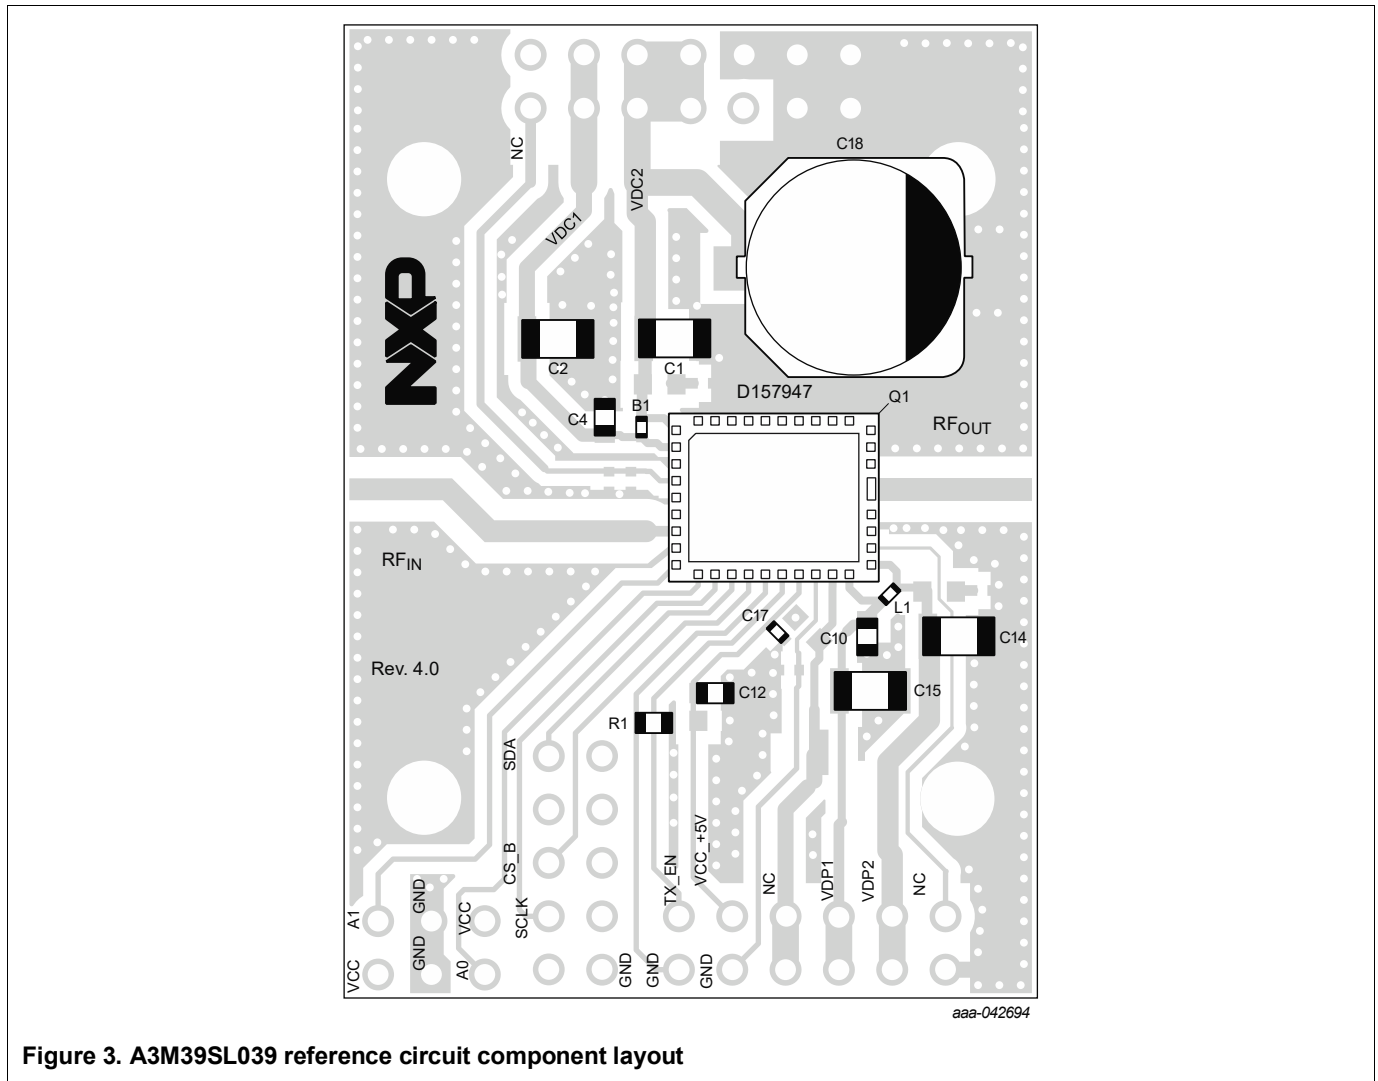 NC
VDC1
VDC2
C18
NXP
C2
C1
D157947
Q1
C4
B1
RFOUT
RFIN
C17
L1
C10
C14
Rev. 4.0
C12
C15
R1
SDA
CS_B
SCLK
TX_EN
VCC_+5V
NC
VDP1
VDP2
NC
A1
GND
VCC
VCC
GND
A0
GND
GND
GND
aaa-042694
Figure 3. A3M39SL039 reference circuit component layout